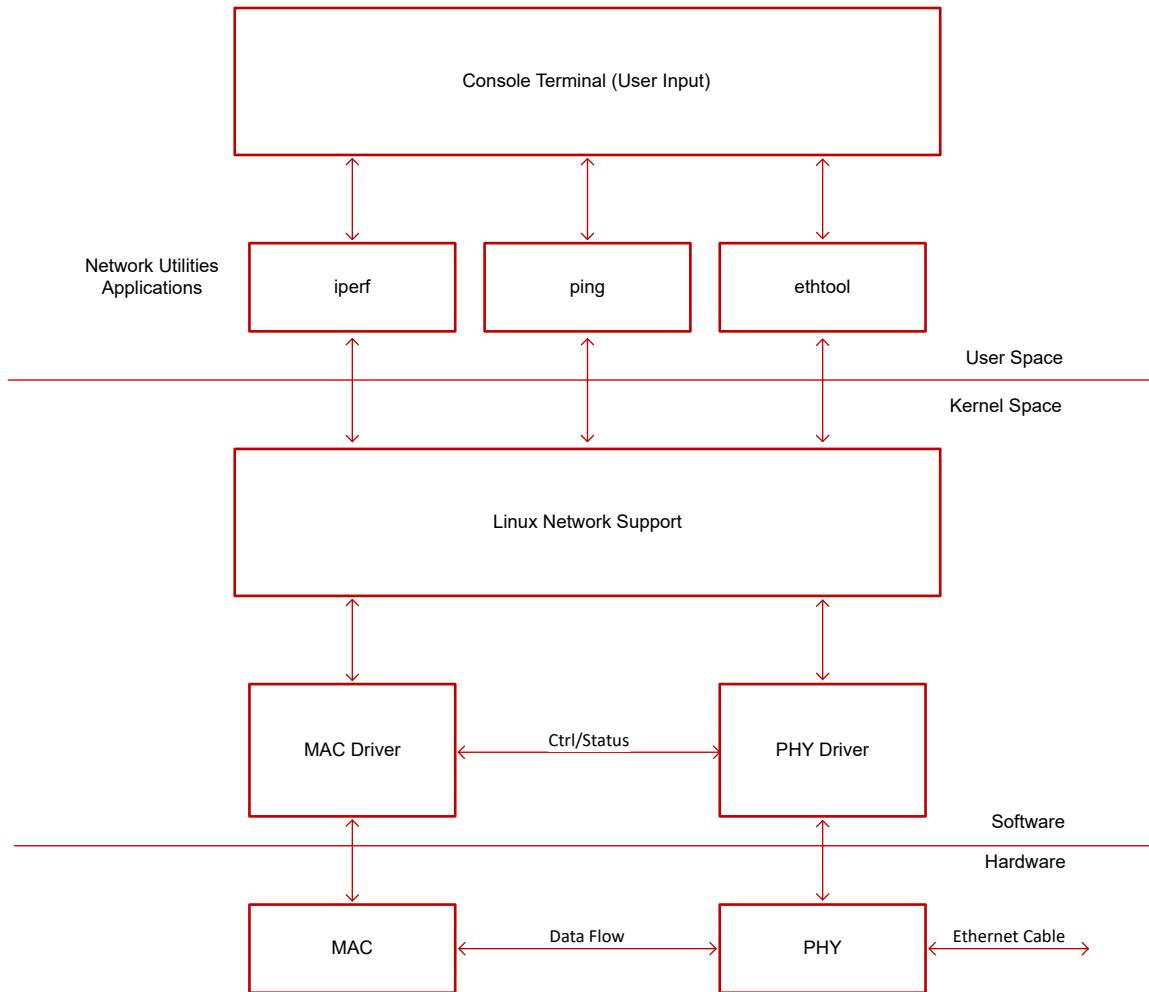 Console Terminal (User Input)
Network Utilities
Applications
iperf
ping
ethtool
User Space
Kernel Space
Linux Network Support
MAC Driver
Ctrl/Status
PHY Driver
Software
Hardware
MAC
Data Flow
PHY
Ethernet Cable